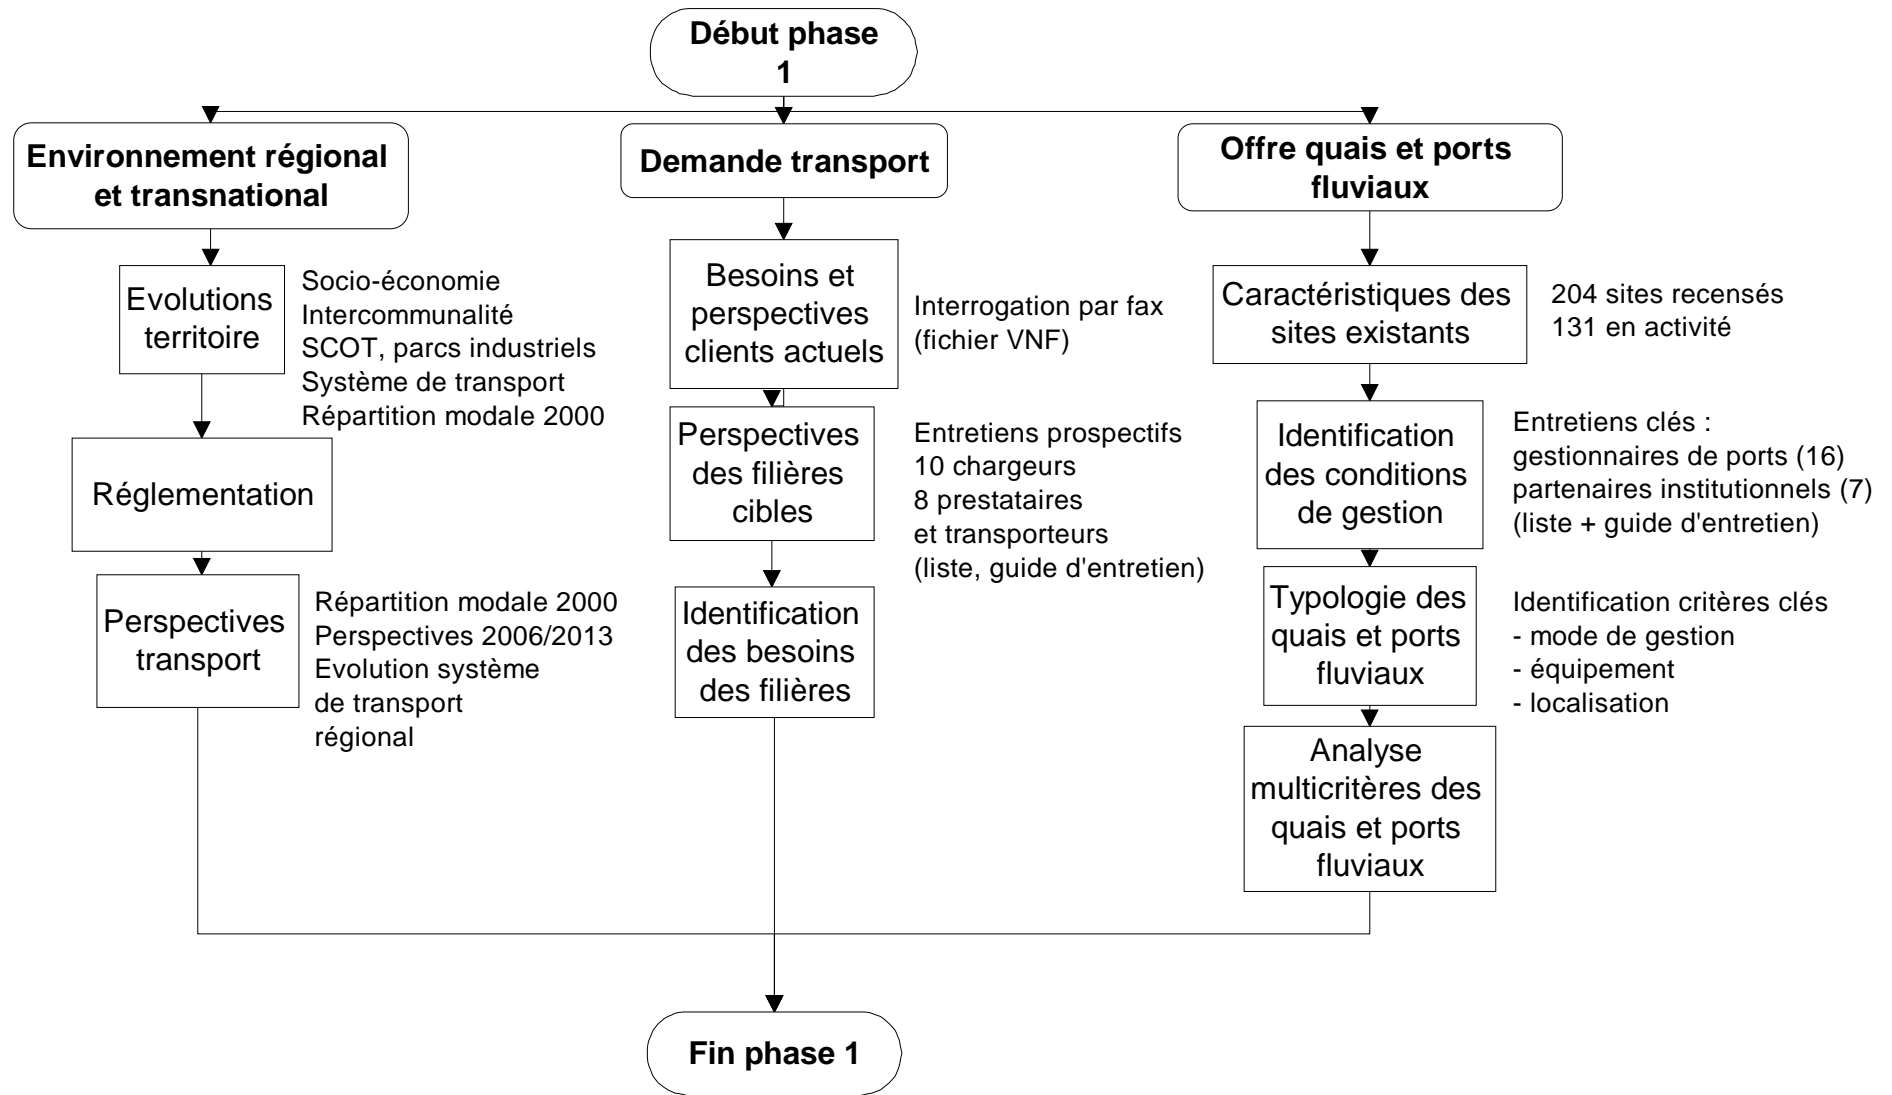 Début phase
1
Environnement régional
et transnational
Evolutions
territoire
Socio-économie
Intercommunalité
SCOT, parcs industriels
Système de transport
Répartition modale 2000
Réglementation
Perspectives
transport
Répartition modale 2000
Perspectives 2006/2013
Evolution système
de transport
régional
Demande transport
Besoins et
perspectives
clients actuels
Interrogation par fax
(fichier VNF)
Perspectives
des filières
cibles
Entretiens prospectifs
10 chargeurs
8 prestataires
et transporteurs
(liste, guide d'entretien)
Identification
des besoins
des filières
Offre quais et ports
fluviaux
Caractéristiques des
sites existants
204 sites recensés
131 en activité
Identification
des conditions
de gestion
Entretiens clés :
gestionnaires de ports (16)
partenaires institutionnels (7)
(liste + guide d'entretien)
Typologie des
quais et ports
fluviaux
Identification critères clés
- mode de gestion
- équipement
- localisation
Analyse
multicritères des
quais et ports
fluviaux
Fin phase 1